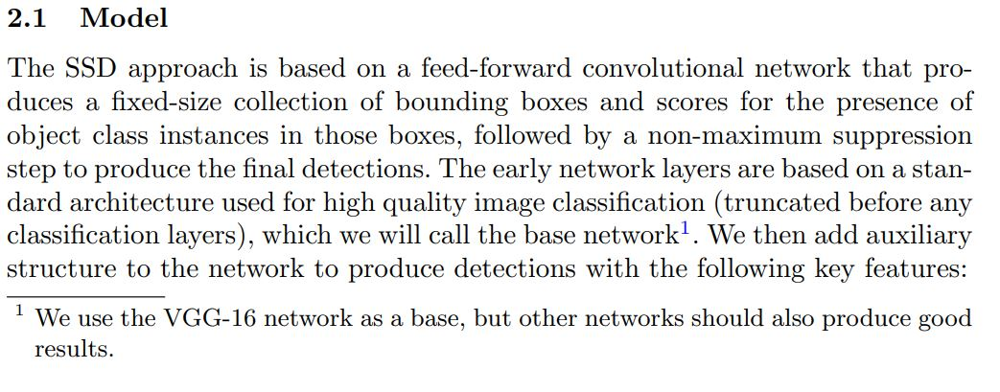 2.1 Model
The SSD approach is based on a feed-forward convolutional network that pro-
duces a fixed-size collection of bounding boxes and scores for the presence of
object class instances in those boxes, followed by a non-maximum suppression
step to produce the final detections. The early network layers are based on a stan-
dard architecture used for high quality image classification (truncated before any
classification layers), which we will call the base network¹. We then add auxiliary
structure to the network to produce detections with the following key features:
¹ We use the VGG-16 network as a base, but other networks should also produce good
results.